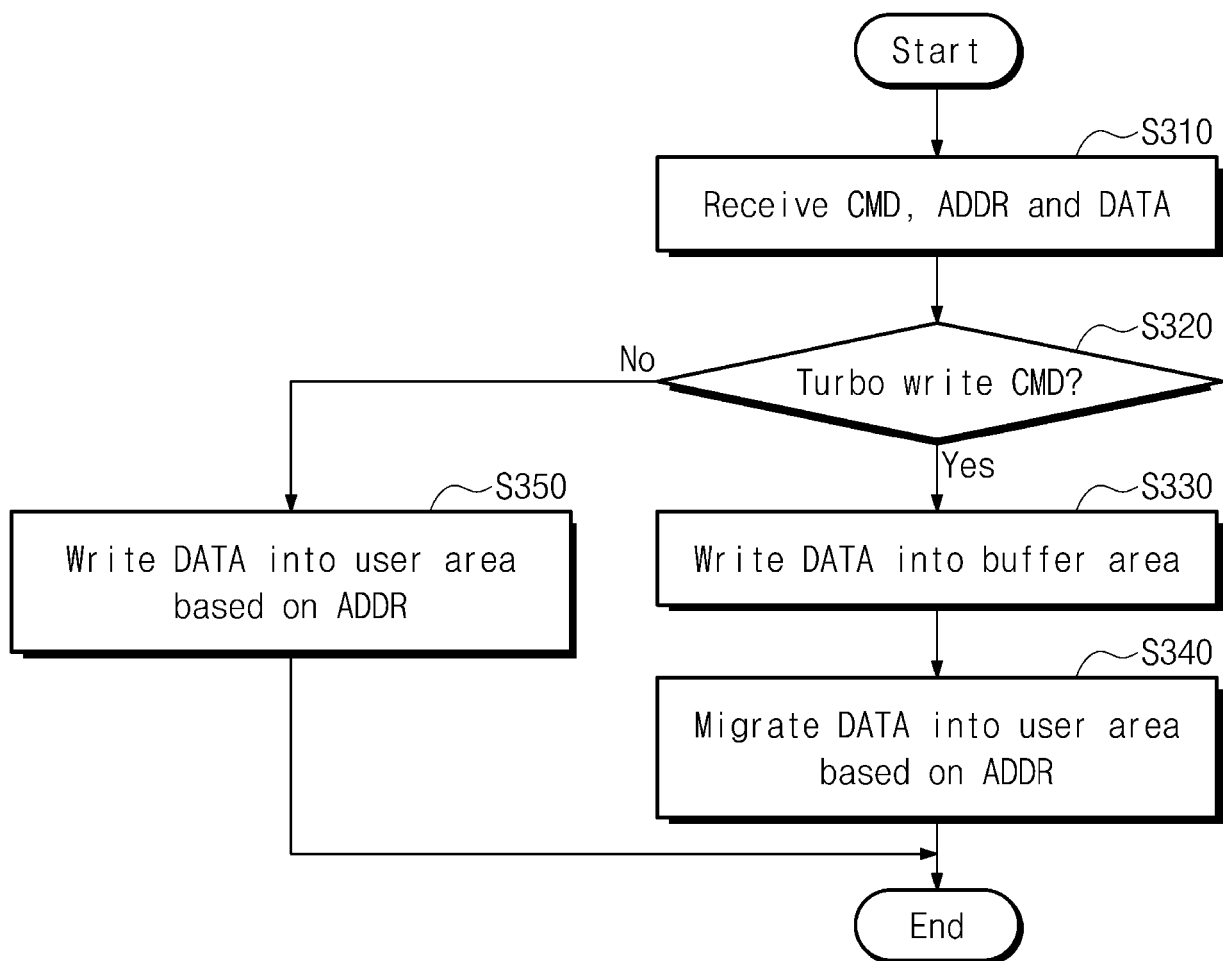 Start
S310
Receive CMD, ADDR and DATA
S320
No
Turbo write CMD?
Yes
S350
S330
Write DATA into user area
based on ADDR
Write DATA into buffer area
S340
Migrate DATA into user area
based on ADDR
End